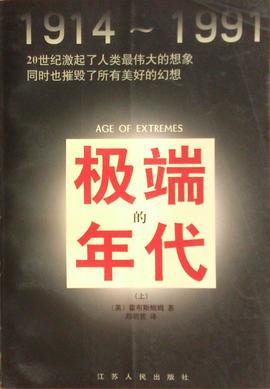 1914～1991
20世纪激起了人类最伟大的想象
同时也摧毁了所有美好的幻想
AGE OF EXTREMES
极端
的
年代
(上)
〔英〕霍布斯鲍姆 著
郑明萱 译
江苏人民出版社